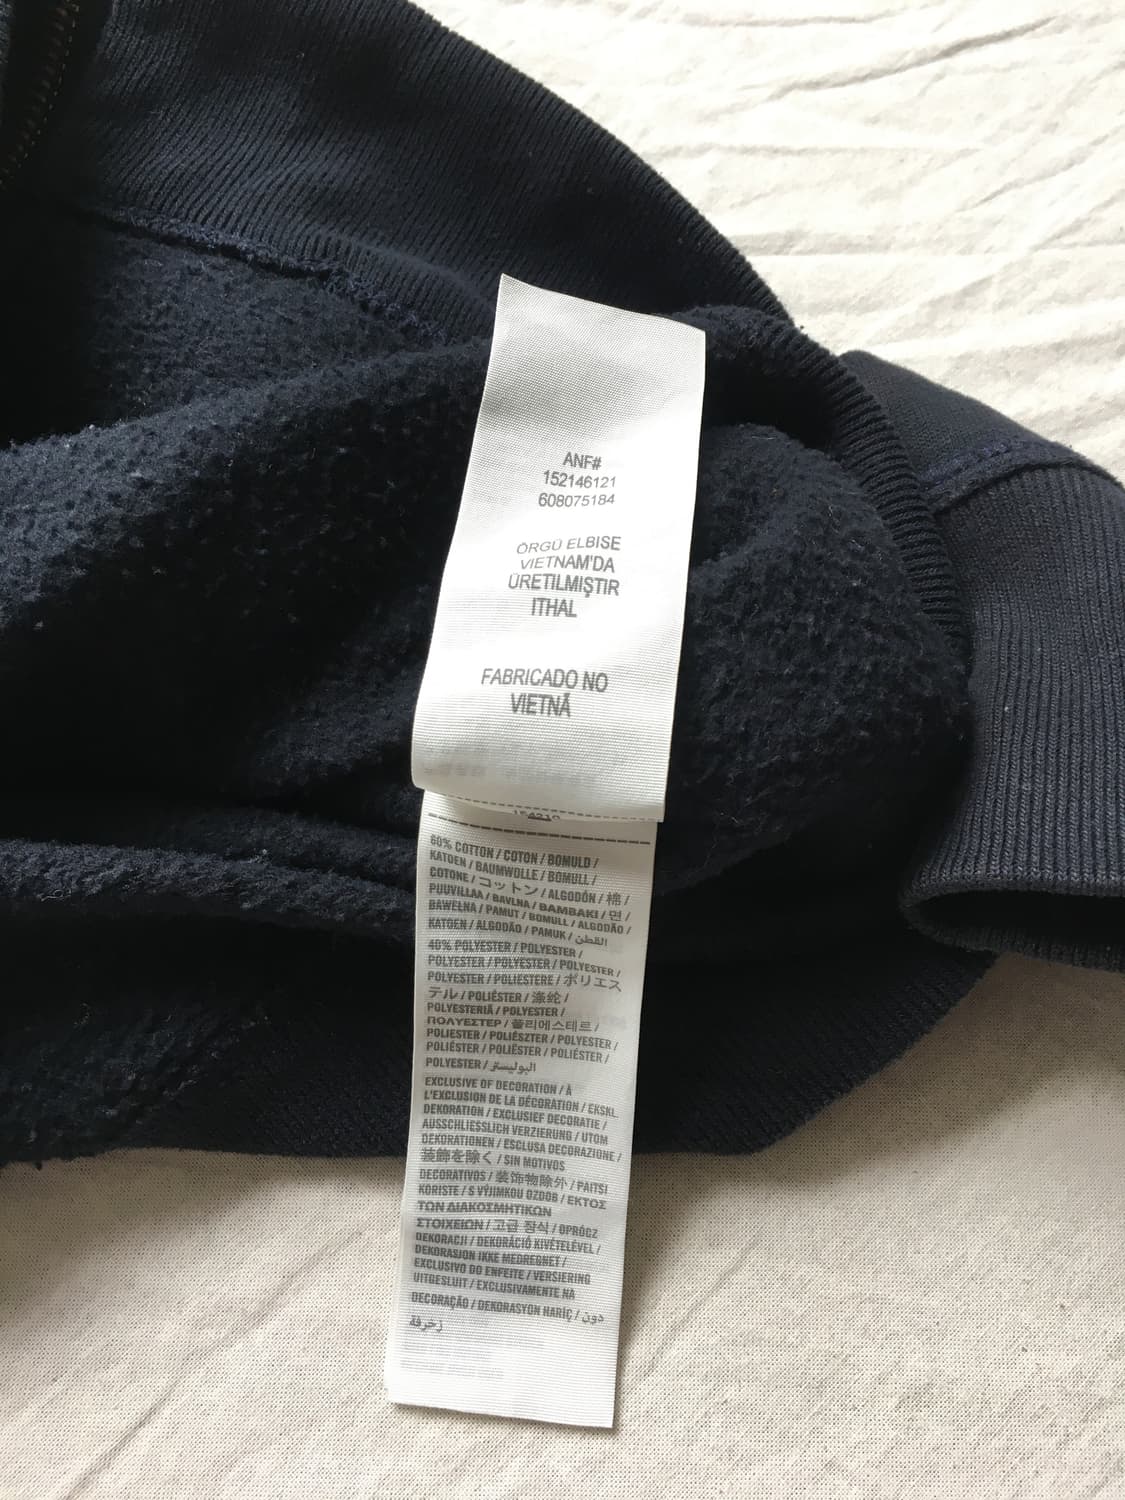 ANF#
152146121
608075184
ÖRGÜ ELBISE
VIETNAM'DA
ÜRETILMIŞTIR
ITHAL
FABRICADO NO
VIETNÃ
60% COTTON / COTON / BOMULD /
KATOEN / BAUMWOLLE / BOMULL /
COTONE / コットン / ALGODÓN / 棉 /
PUUVILLAA / BAVLNA / ΒΑΜΒΑΚΙ / 면 /
BAWEŁNA / PAMUT / BOMULL / ALGODÃO /
KATOEN / ALGODÃO / PAMUK / القطن
40% POLYESTER / POLYESTER /
POLYESTER / POLYESTER / POLYESTER /
POLYESTER / POLIESTERE / ポリエス
テル / POLIÉSTER / 涤纶 /
POLYESTERIÄ / POLYESTER /
ΠΟΛΥΕΣΤΕΡ / 폴리에스테르 /
POLIESTER / POLIÉSZTER / POLYESTER /
POLIÉSTER / POLIËSTER / POLIÉSTER /
POLYESTER / البوليستر
EXCLUSIVE OF DECORATION / À
L'EXCLUSION DE LA DÉCORATION / EKSKL.
DEKORATION / EXCLUSIEF DECORATIE /
AUSSCHLIESSLICH VERZIERUNG / UTOM
DEKORATIONEN / ESCLUSA DECORAZIONE /
装飾を除く / SIN MOTIVOS
DECORATIVOS / 装饰物除外 / PAITSI
KORISTE / S VÝJIMKOU OZDOB / ΕΚΤΟΣ
ΤΩΝ ΔΙΑΚΟΣΜΗΤΙΚΩΝ
ΣΤΟΙΧΕΙΩΝ / 고급 장식 / OPRÓCZ
DEKORACJI / DEKORÁCIÓ KIVÉTELÉVEL /
DEKORASJON IKKE MEDREGNET /
EXCLUSIVO DO ENFEITE / VERSIERING
UITGESLUIT / EXCLUSIVAMENTE NA
DECORAÇÃO / DEKORASYON HARİÇ / دون
زخرفة